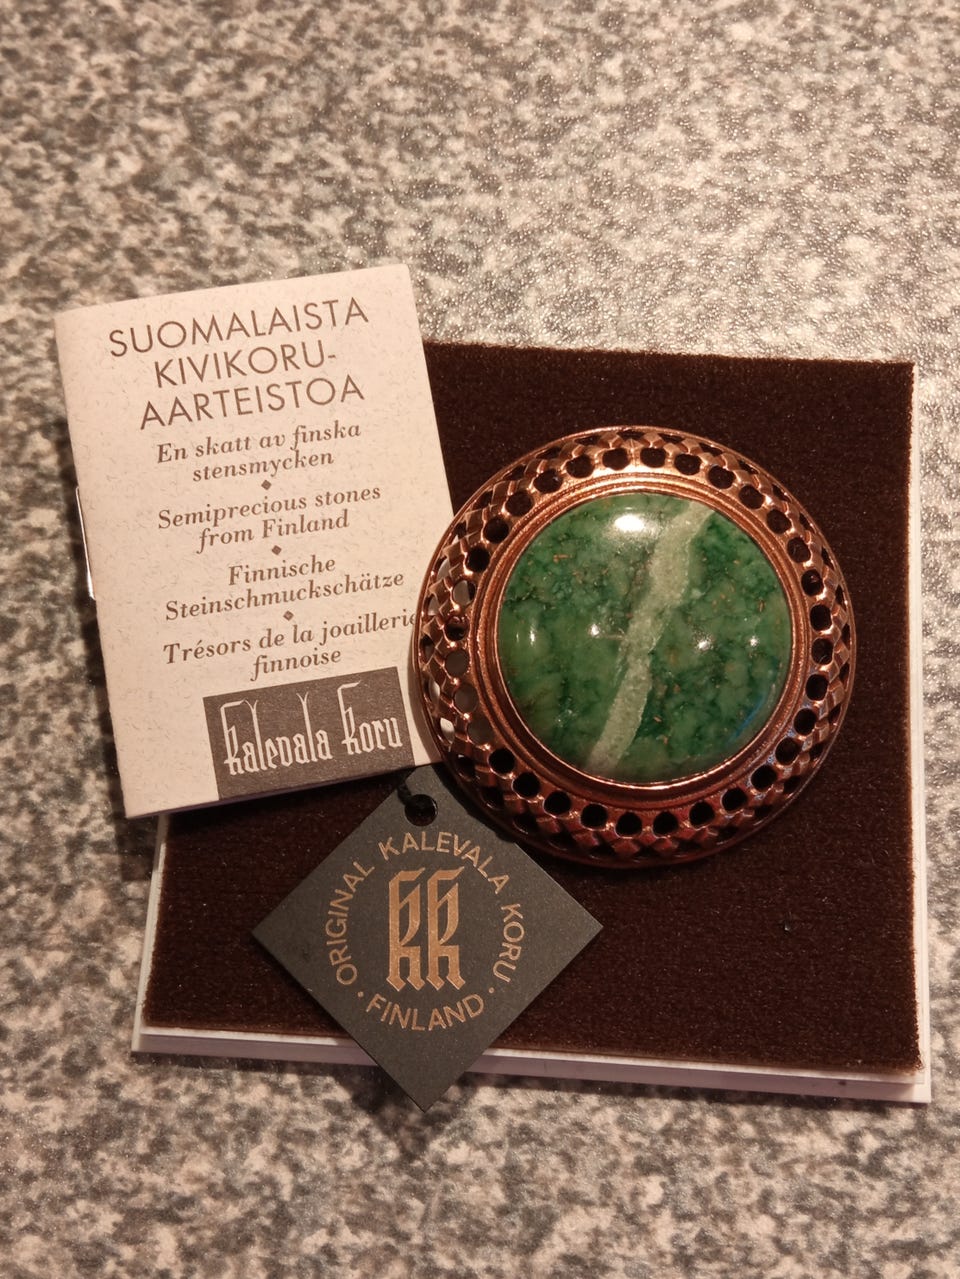 SUOMALAISTA
KIVIKORU-
AARTEISTOA
En skatt av finska
stensmycken
Semiprecious stones
from Finland
Finnische
Steinschmuckschätze
Trésors de la joaillerie
finnoise
Kalevala Koru
ORIGINAL KALEVALA KORU
KK
· FINLAND ·